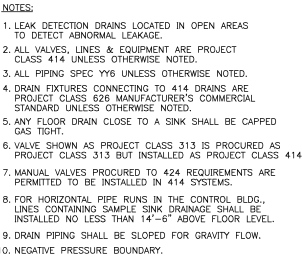 NOTES:
1. LEAK DETECTION DRAINS LOCATED IN OPEN AREAS
TO DETECT ABNORMAL LEAKAGE.
2. ALL VALVES, LINES & EQUIPMENT ARE PROJECT
CLASS 414 UNLESS OTHERWISE NOTED.
3. ALL PIPING SPEC YY6 UNLESS OTHERWISE NOTED.
4. DRAIN FIXTURES CONNECTING TO 414 DRAINS ARE
PROJECT CLASS 626 MANUFACTURER'S COMMERCIAL
STANDARD UNLESS OTHERWISE NOTED.
5. ANY FLOOR DRAIN CLOSE TO A SINK SHALL BE CAPPED
GAS TIGHT.
6. VALVE SHOWN AS PROJECT CLASS 313 IS PROCURED AS
PROJECT CLASS 313 BUT INSTALLED AS PROJECT CLASS 414
7. MANUAL VALVES PROCURED TO 424 REQUIREMENTS ARE
PERMITTED TO BE INSTALLED IN 414 SYSTEMS.
8. FOR HORIZONTAL PIPE RUNS IN THE CONTROL BLDG.,
LINES CONTAINING SAMPLE SINK DRAINAGE SHALL BE
INSTALLED NO LESS THAN 14'-6" ABOVE FLOOR LEVEL.
9. DRAIN PIPING SHALL BE SLOPED FOR GRAVITY FLOW.
0. NEGATIVE PRESSURE BOUNDARY.